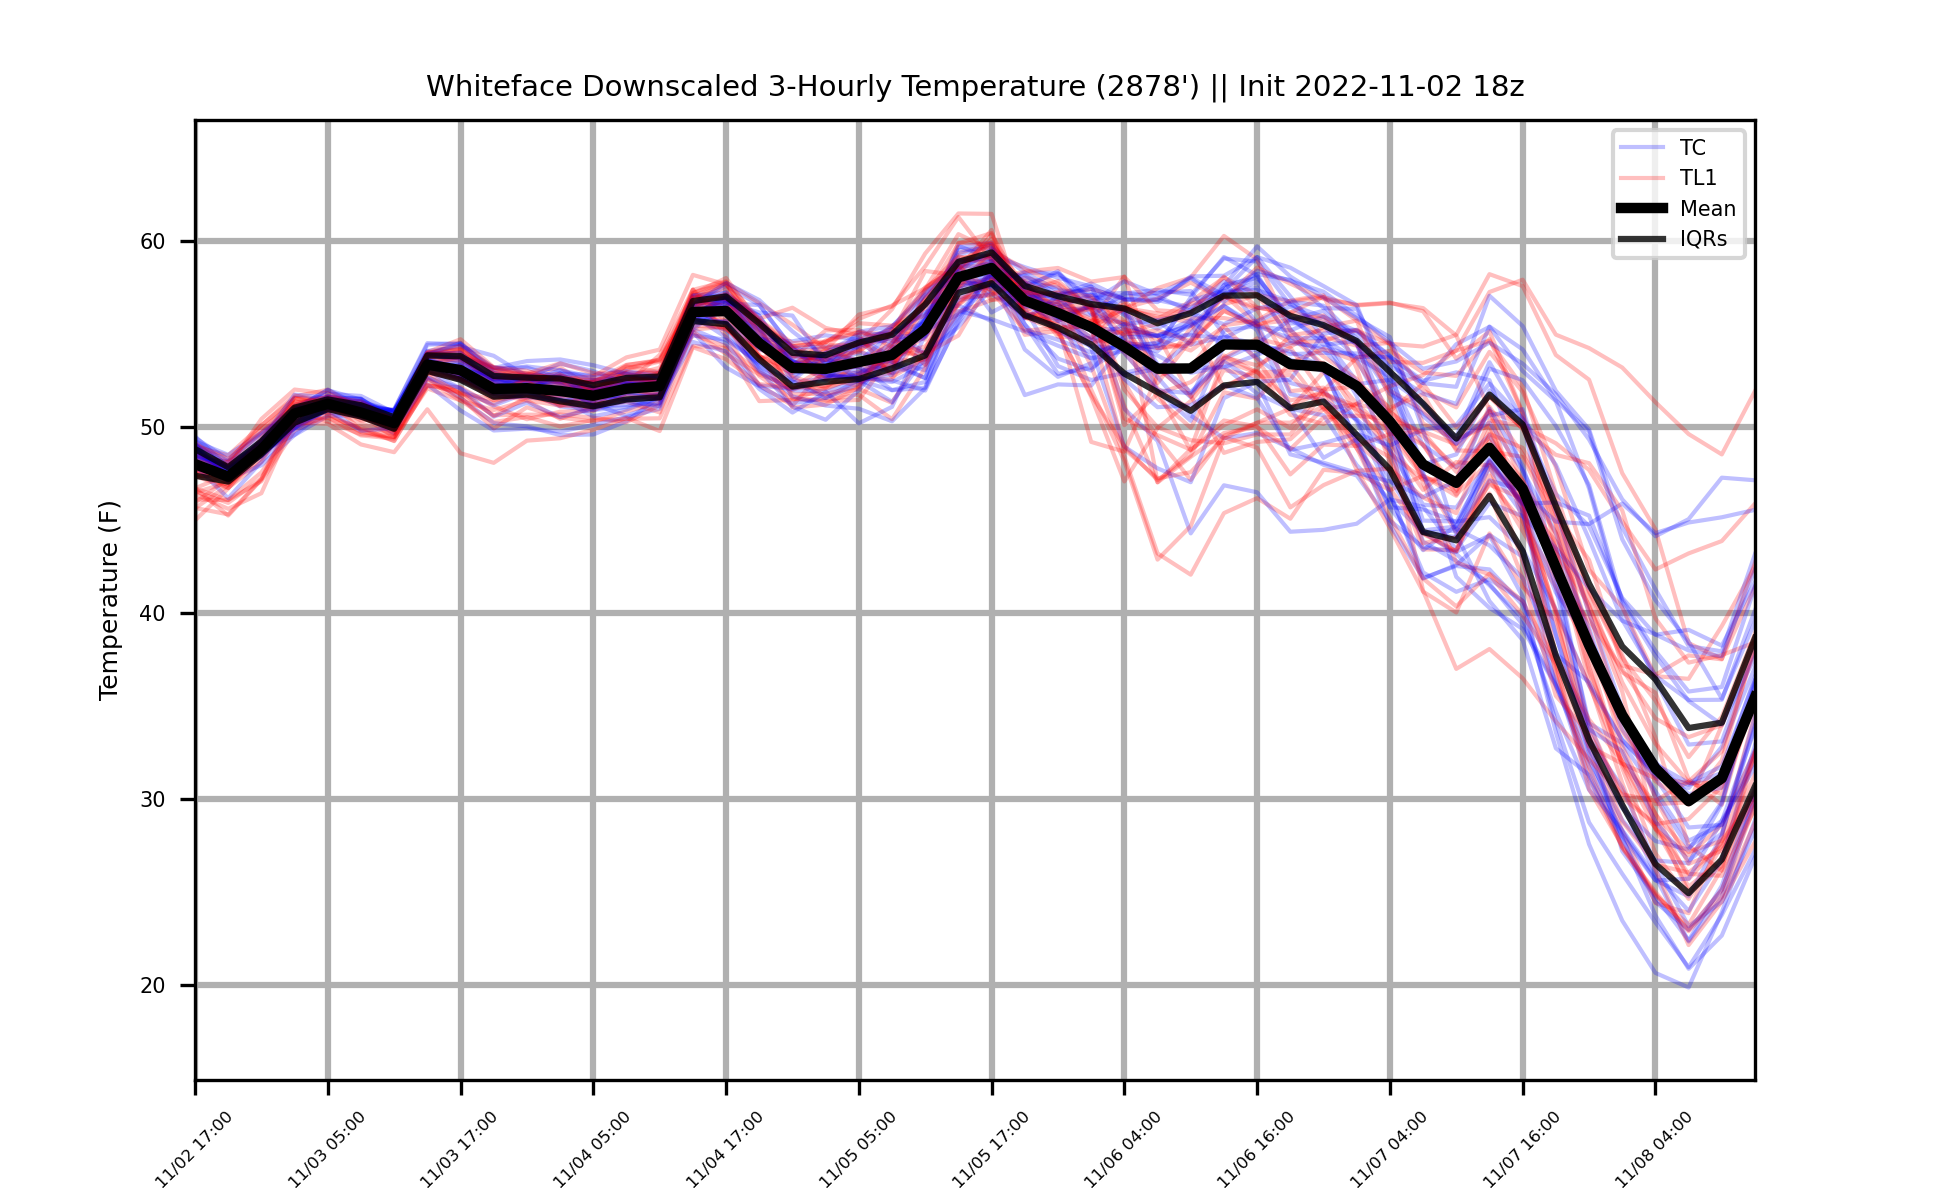 Whiteface Downscaled 3-Hourly Temperature (2878') || Init 2022-11-02 18z
TC
TL1
Mean
IQRs
Temperature (F)
60
50
40
30
20
11/02 17:00
11/03 05:00
11/03 17:00
11/04 05:00
11/04 17:00
11/05 05:00
11/05 17:00
11/06 04:00
11/06 16:00
11/07 04:00
11/07 16:00
11/08 04:00